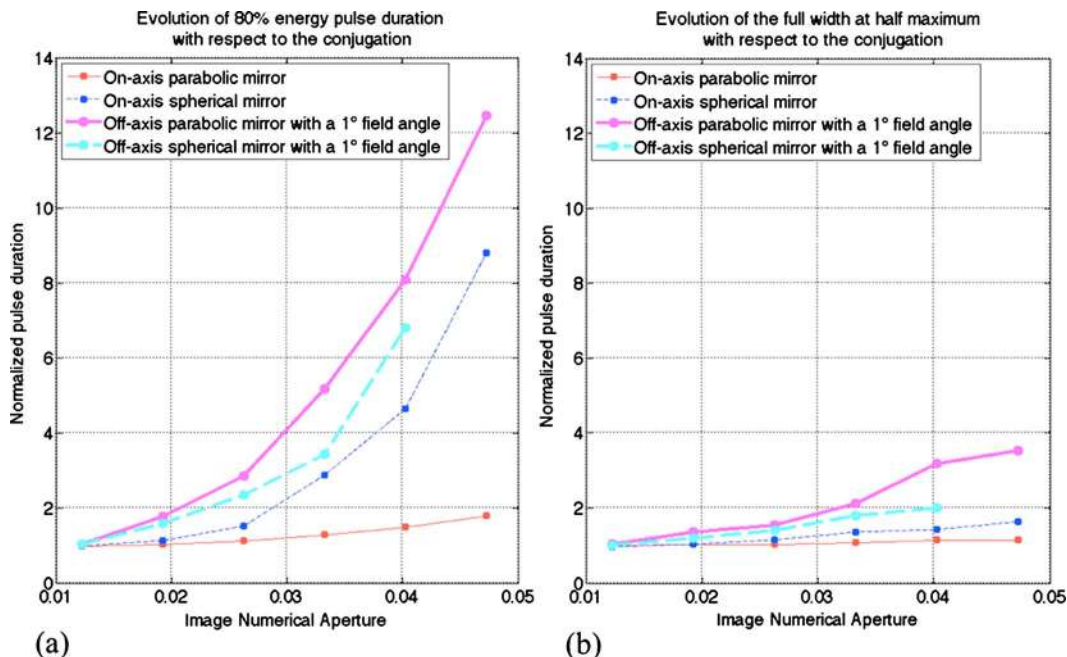 Evolution of 80% energy pulse duration
with respect to the conjugation
14
12
10
8
6
4
2
0
Normalized pulse duration
On-axis parabolic mirror
On-axis spherical mirror
Off-axis parabolic mirror with a 1° field angle
Off-axis spherical mirror with a 1° field angle
0.01 0.02 0.03 0.04 0.05
Image Numerical Aperture
(a)
Evolution of the full width at half maximum
with respect to the conjugation
14
12
10
8
6
4
2
0
Normalized pulse duration
On-axis parabolic mirror
On-axis spherical mirror
Off-axis parabolic mirror with a 1° field angle
Off-axis spherical mirror with a 1° field angle
0.01 0.02 0.03 0.04 0.05
Image Numerical Aperture
(b)